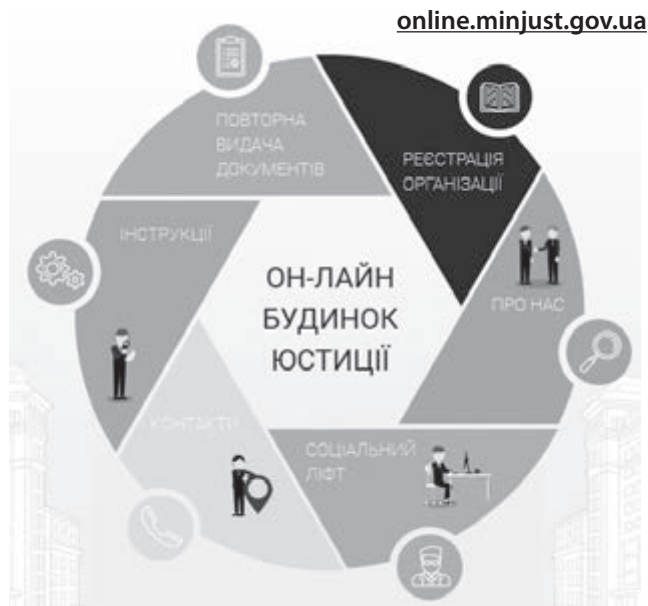 online.minjust.gov.ua
ПОВТОРНА
ВИДАЧА
ДОКУМЕНТІВ
РЕЄСТРАЦІЯ
ОРГАНІЗАЦІЇ
ІНСТРУКЦІЇ
ПРО НАС
ОН-ЛАЙН
БУДИНОК
ЮСТИЦІЇ
КОНТАКТИ
СОЦІАЛЬНИЙ
ЛІФТ